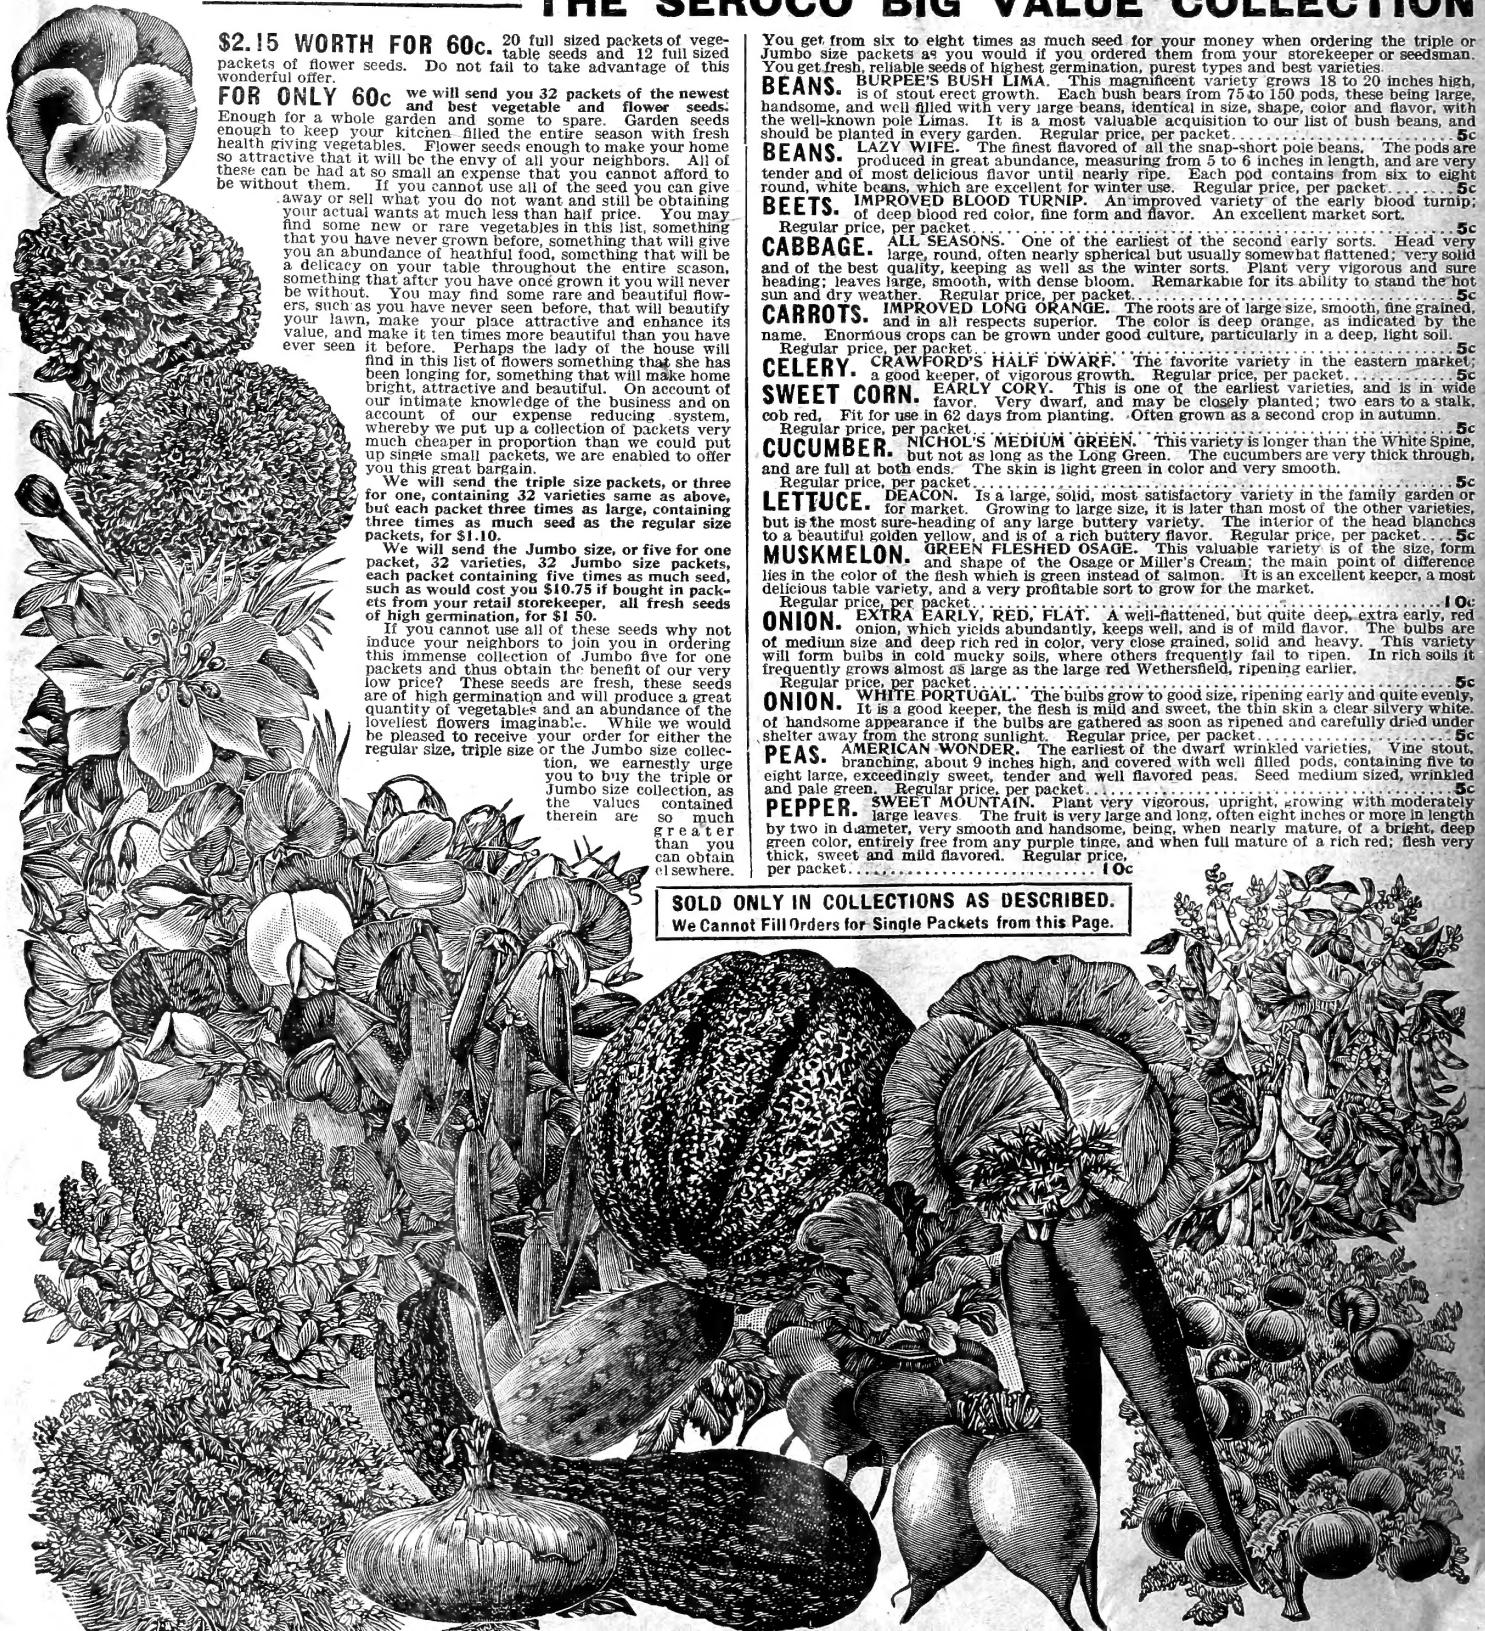 THE SEROCO BIG VALUE COLLECTION
$2.15 WORTH FOR 60c. 20 full sized packets of vege-
table seeds and 12 full sized
packets of flower seeds. Do not fail to take advantage of this
wonderful offer.
FOR ONLY 60c we will send you 32 packets of the newest
and best vegetable and flower seeds.
Enough for a whole garden and some to spare. Garden seeds
enough to keep your kitchen filled the entire season with fresh
health giving vegetables. Flower seeds enough to make your home
so attractive that it will be the envy of all your neighbors. All of
these can be had at so small an expense that you cannot afford to
be without them. If you cannot use all of the seed you can give
away or sell what you do not want and still be obtaining
your actual wants at much less than half price. You may
find some new or rare vegetables in this list, something
that you have never grown before, something that will give
you an abundance of heathful food, something that will be
a delicacy on your table throughout the entire season,
something that after you have once grown it you will never
be without. You may find some rare and beautiful flow-
ers, such as you have never seen before, that will beautify
your lawn, make your place attractive and enhance its
value, and make it ten times more beautiful than you have
ever seen it before. Perhaps the lady of the house will
find in this list of flowers something that she has
been longing for, something that will make home
bright, attractive and beautiful. On account of
our intimate knowledge of the business and on
account of our expense reducing system,
whereby we put up a collection of packets very
much cheaper in proportion than we could put
up single small packets, we are enabled to offer
you this great bargain.
We will send the triple size packets, or three
for one, containing 32 varieties same as above,
but each packet three times as large, containing
three times as much seed as the regular size
packets, for $1.10.
We will send the Jumbo size, or five for one
packet, 32 varieties, 32 Jumbo size packets,
each packet containing five times as much seed,
such as would cost you $10.75 if bought in pack-
ets from your retail storekeeper, all fresh seeds
of high germination, for $1 50.
If you cannot use all of these seeds why not
induce your neighbors to join you in ordering
this immense collection of Jumbo five for one
packets and thus obtain the benefit of our very
low price? These seeds are fresh, these seeds
are of high germination and will produce a great
quantity of vegetables and an abundance of the
loveliest flowers imaginable. While we would
be pleased to receive your order for either the
regular size, triple size or the Jumbo size collec-
tion, we earnestly urge
you to buy the triple or
Jumbo size collection, as
the values contained
therein are so much
greater
than you
can obtain
elsewhere.
You get from six to eight times as much seed for your money when ordering the triple or
Jumbo size packets as you would if you ordered them from your storekeeper or seedsman.
You get fresh, reliable seeds of highest germination, purest types and best varieties.
BEANS. BURPEE'S BUSH LIMA. This magnificent variety grows 18 to 20 inches high,
is of stout erect growth. Each bush bears from 75 to 150 pods, these being large,
handsome, and well filled with very large beans, identical in size, shape, color and flavor, with
the well-known pole Limas. It is a most valuable acquisition to our list of bush beans, and
should be planted in every garden. Regular price, per packet. 5c
BEANS. LAZY WIFE. The finest flavored of all the snap-short pole beans. The pods are
produced in great abundance, measuring from 5 to 6 inches in length, and are very
tender and of most delicious flavor until nearly ripe. Each pod contains from six to eight
round, white beans, which are excellent for winter use. Regular price, per packet. 5c
BEETS. IMPROVED BLOOD TURNIP. An improved variety of the early blood turnip;
of deep blood red color, fine form and flavor. An excellent market sort.
Regular price, per packet. 5c
CABBAGE. ALL SEASONS. One of the earliest of the second early sorts. Head very
large, round, often nearly spherical but usually somewhat flattened; very solid
and of the best quality, keeping as well as the winter sorts. Plant very vigorous and sure
heading; leaves large, smooth, with dense bloom. Remarkable for its ability to stand the hot
sun and dry weather. Regular price, per packet. 5c
CARROTS. IMPROVED LONG ORANGE. The roots are of large size, smooth, fine grained,
and in all respects superior. The color is deep orange, as indicated by the
name. Enormous crops can be grown under good culture, particularly in a deep, light soil.
Regular price, per packet. 5c
CELERY. CRAWFORD'S HALF DWARF. The favorite variety in the eastern market;
a good keeper, of vigorous growth. Regular price, per packet. 5c
SWEET CORN. EARLY CORY. This is one of the earliest varieties, and is in wide
favor. Very dwarf, and may be closely planted; two ears to a stalk,
cob red. Fit for use in 62 days from planting. Often grown as a second crop in autumn.
Regular price, per packet. 5c
CUCUMBER. NICHOL'S MEDIUM GREEN. This variety is longer than the White Spine,
but not as long as the Long Green. The cucumbers are very thick through,
and are full at both ends. The skin is light green in color and very smooth.
Regular price, per packet. 5c
LETTUCE. DEACON. Is a large, solid, most satisfactory variety in the family garden or
for market. Growing to large size, it is later than most of the other varieties,
but is the most sure-heading of any large buttery variety. The interior of the head blanches
to a beautiful golden yellow, and is of a rich buttery flavor. Regular price, per packet. 5c
MUSKMELON. GREEN FLESHED OSAGE. This valuable variety is of the size, form
and shape of the Osage or Miller's Cream; the main point of difference
lies in the color of the flesh which is green instead of salmon. It is an excellent keeper, a most
delicious table variety, and a very profitable sort to grow for the market.
Regular price, per packet. 10c
ONION. EXTRA EARLY, RED, FLAT. A well-flattened, but quite deep, extra early, red
onion, which yields abundantly, keeps well, and is of mild flavor. The bulbs are
of medium size and deep rich red in color, very close grained, solid and heavy. This variety
will form bulbs in cold mucky soils, where others frequently fail to ripen. In rich soils it
frequently grows almost as large as the large red Wethersfield, ripening earlier.
Regular price, per packet. 5c
ONION. WHITE PORTUGAL. The bulbs grow to good size, ripening early and quite evenly.
It is a good keeper, the flesh is mild and sweet, the thin skin a clear silvery white.
of handsome appearance if the bulbs are gathered as soon as ripened and carefully dried under
shelter away from the strong sunlight. Regular price, per packet. 5c
PEAS. AMERICAN WONDER. The earliest of the dwarf wrinkled varieties, Vine stout,
branching, about 9 inches high, and covered with well filled pods, containing five to
eight large, exceedingly sweet, tender and well flavored peas. Seed medium sized, wrinkled
and pale green. Regular price, per packet. 5c
PEPPER. SWEET MOUNTAIN. Plant very vigorous, upright, growing with moderately
large leaves. The fruit is very large and long, often eight inches or more in length
by two in diameter, very smooth and handsome, being, when nearly mature, of a bright, deep
green color, entirely free from any purple tinge, and when full mature of a rich red; flesh very
thick, sweet and mild flavored. Regular price,
per packet. 10c
SOLD ONLY IN COLLECTIONS AS DESCRIBED.
We Cannot Fill Orders for Single Packets from this Page.